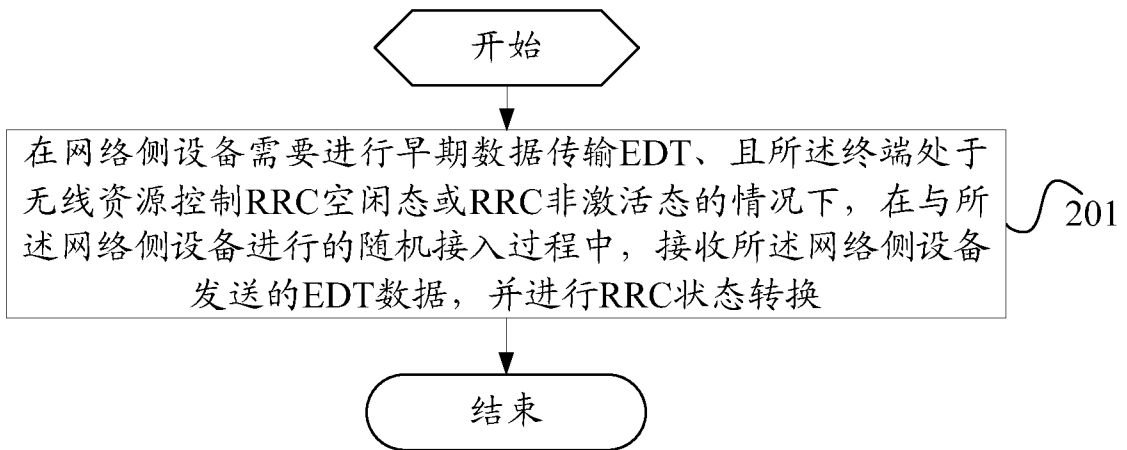 开始
在网络侧设备需要进行早期数据传输EDT、且所述终端处于
无线资源控制RRC空闲态或RRC非激活态的情况下，在与所
述网络侧设备进行的随机接入过程中，接收所述网络侧设备
发送的EDT数据，并进行RRC状态转换
201
结束